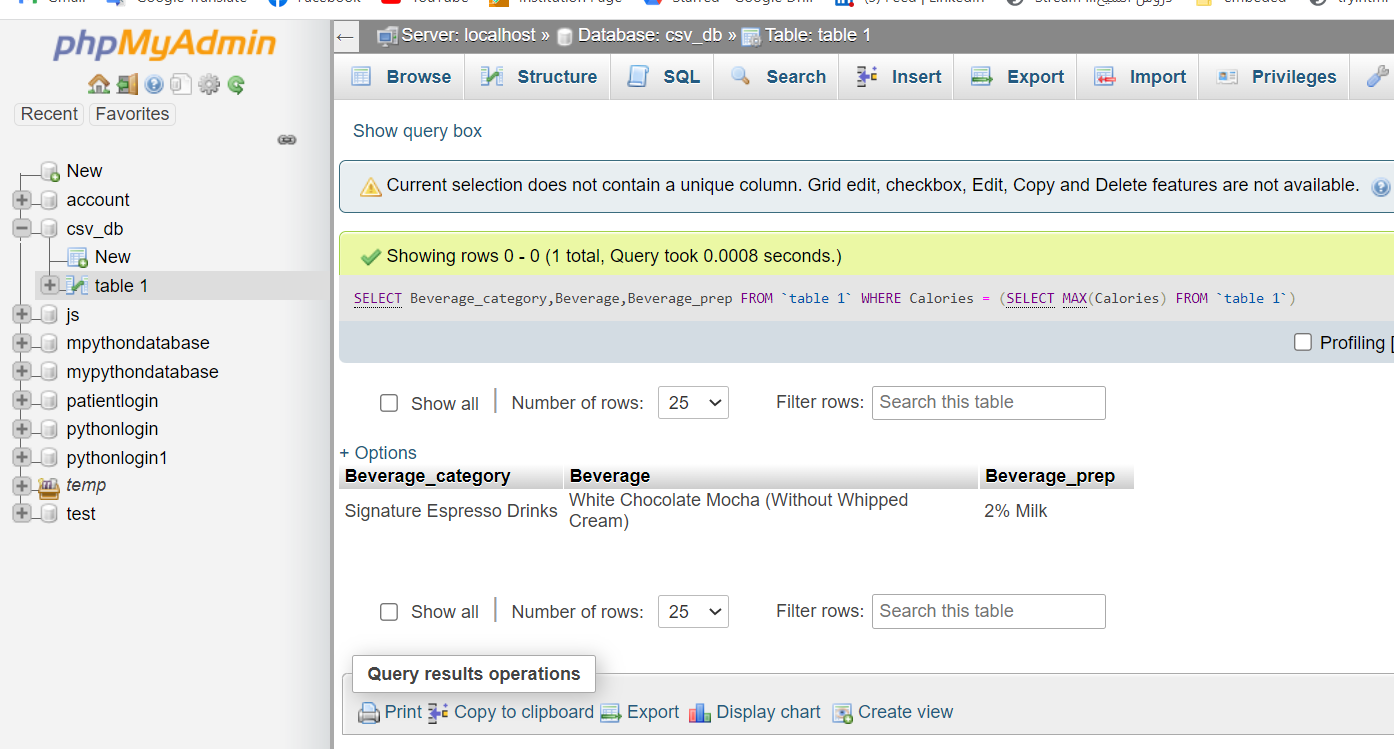 phpMyAdmin
Recent Favorites
New
account
csv_db
New
table 1
js
mpythondatabase
mypythondatabase
patientlogin
pythonlogin
pythonlogin1
temp
test
← Server: localhost » Database: csv_db » Table: table 1
Browse Structure SQL Search Insert Export Import Privileges
Show query box
Current selection does not contain a unique column. Grid edit, checkbox, Edit, Copy and Delete features are not available.
Showing rows 0 - 0 (1 total, Query took 0.0008 seconds.)
SELECT Beverage_category,Beverage,Beverage_prep FROM `table 1` WHERE Calories = (SELECT MAX(Calories) FROM `table 1`)
Profiling [
Show all | Number of rows: 25 Filter rows: Search this table
+ Options
Beverage_category Beverage Beverage_prep
Signature Espresso Drinks White Chocolate Mocha (Without Whipped Cream) 2% Milk
Show all | Number of rows: 25 Filter rows: Search this table
Query results operations
Print Copy to clipboard Export Display chart Create view